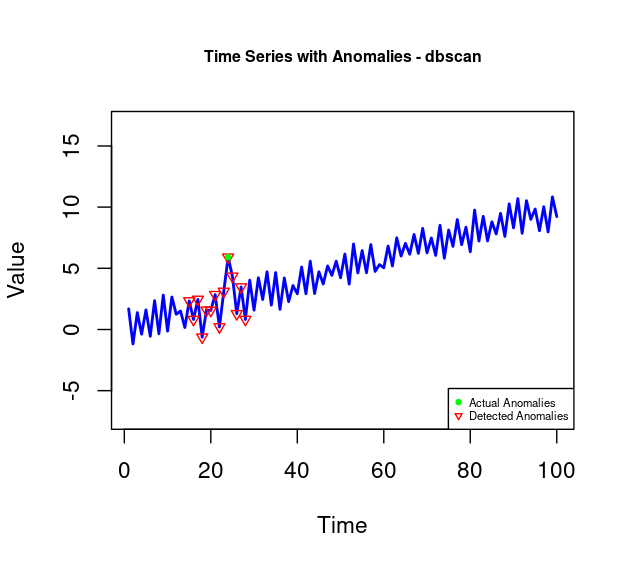 Time Series with Anomalies - dbscan
Value
15
10
5
0
-5
Actual Anomalies
Detected Anomalies
0 20 40 60 80 100
Time